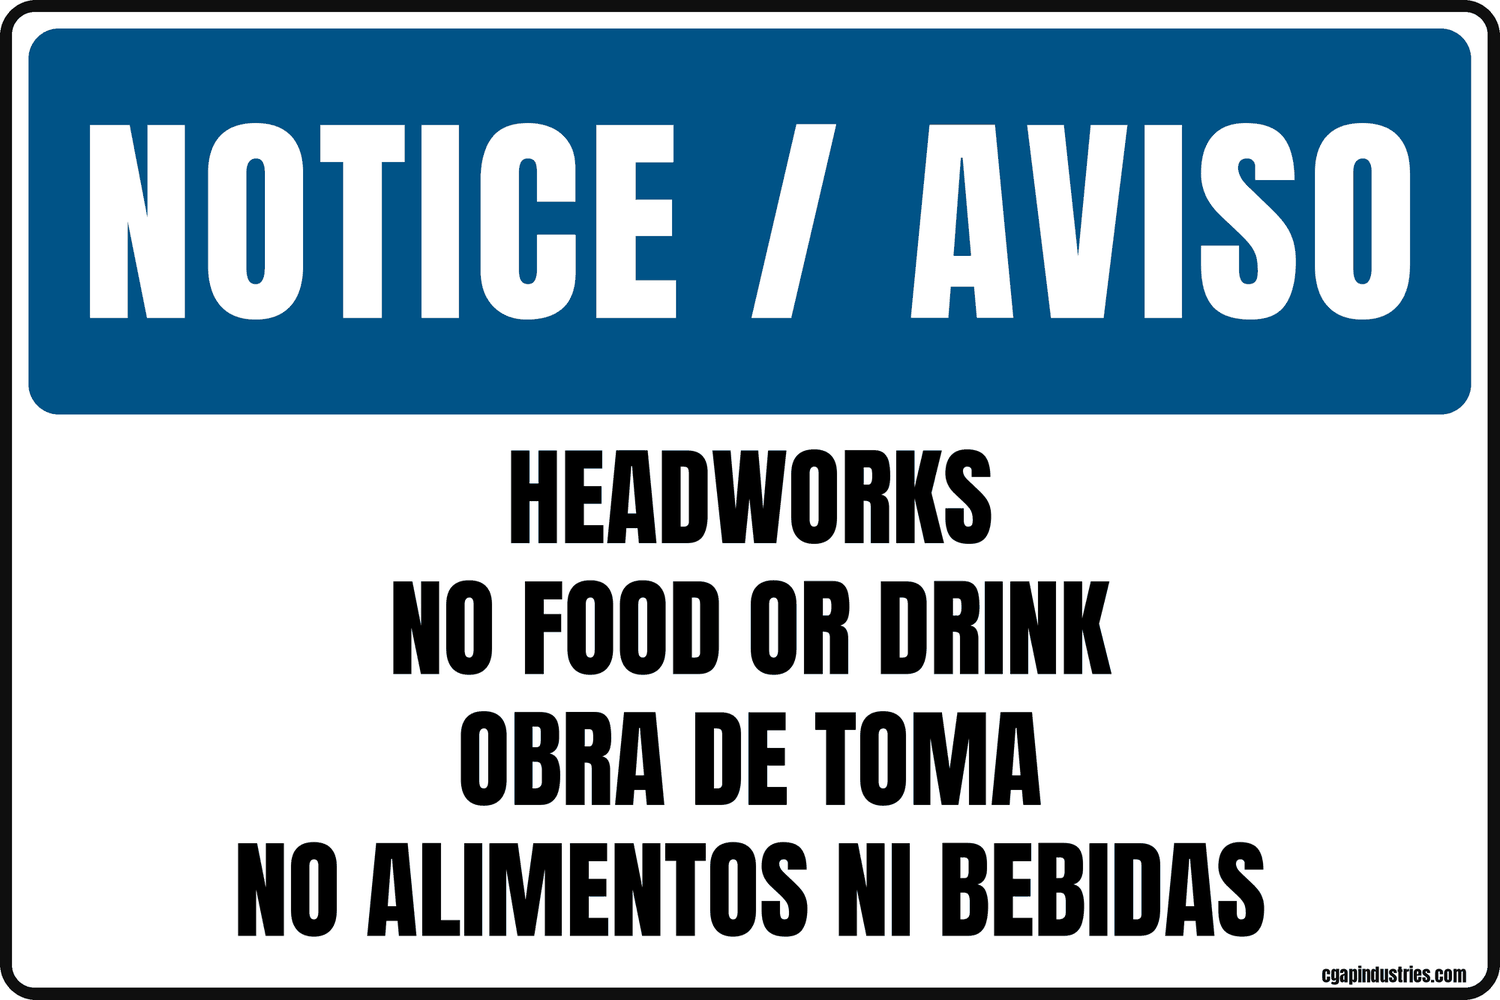 NOTICE / AVISO
HEADWORKS
NO FOOD OR DRINK
OBRA DE TOMA
NO ALIMENTOS NI BEBIDAS
cgapindustries.com